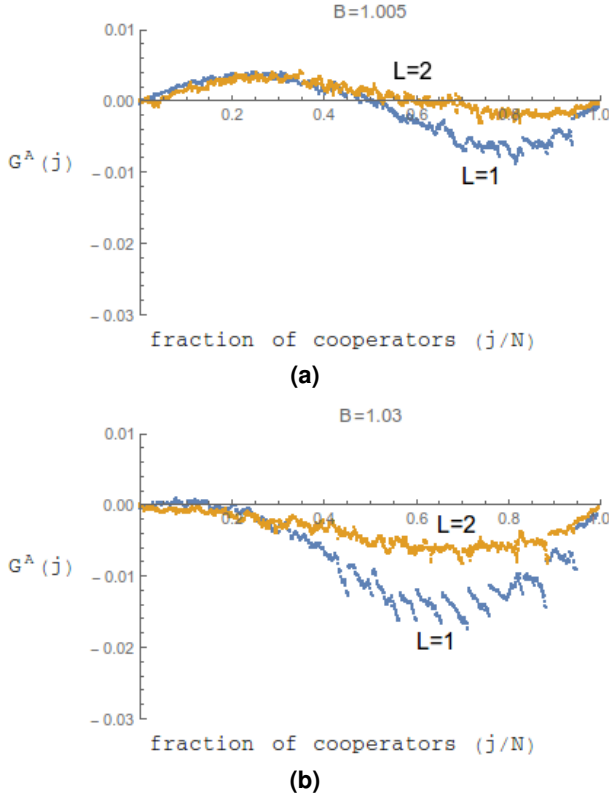 B=1.005
0.01
0.00
-0.01
-0.02
-0.03
0.2
0.4
0.6
0.8
1.0
G^A(j)
L=2
L=1
fraction of cooperators (j/N)
(a)
B=1.03
0.01
0.00
-0.01
-0.02
-0.03
0.2
0.4
0.6
0.8
1.0
G^A(j)
L=2
L=1
fraction of cooperators (j/N)
(b)